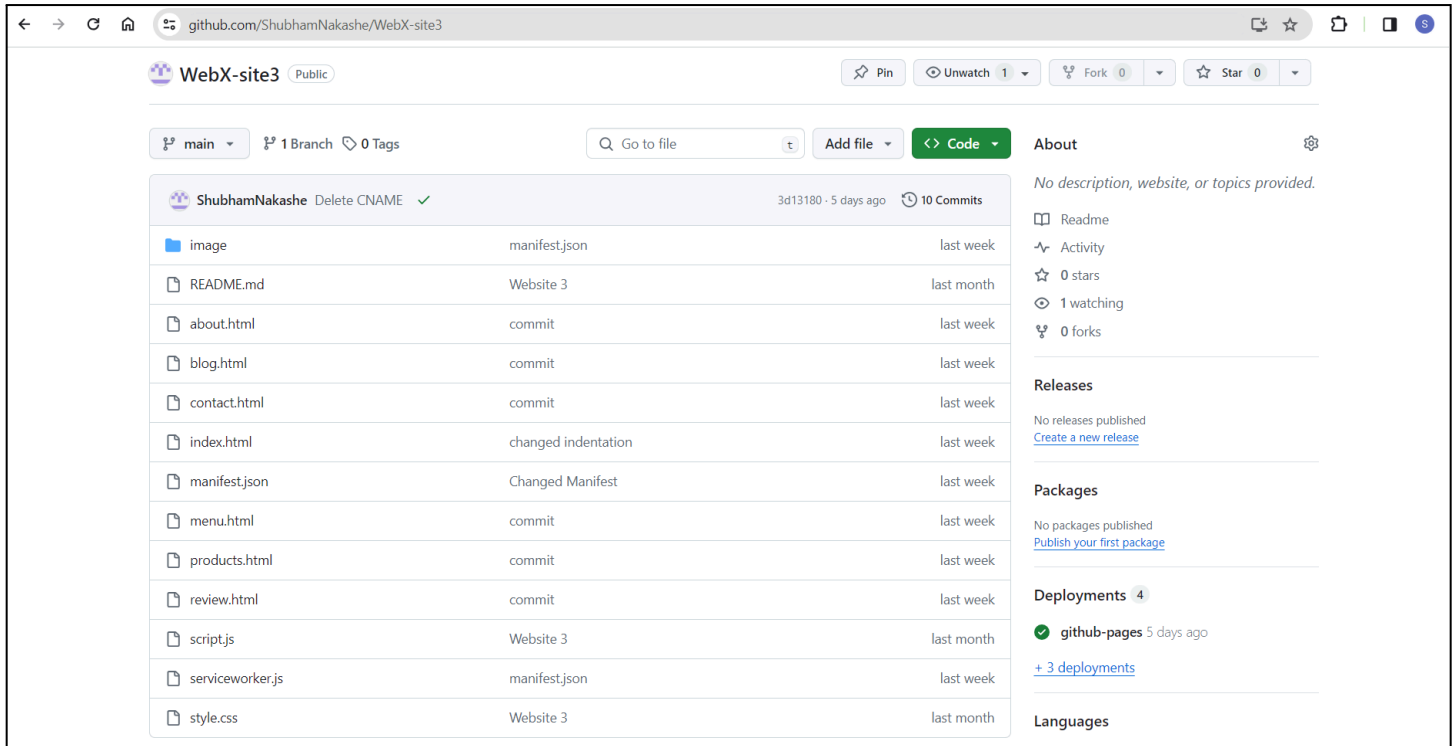 github.com/ShubhamNakashe/WebX-site3
S
WebX-site3 Public
Pin Unwatch 1 Fork 0 Star 0
main 1 Branch 0 Tags Go to file t Add file Code
ShubhamNakashe Delete CNAME 3d13180 · 5 days ago 10 Commits
image manifest.json last week
README.md Website 3 last month
about.html commit last week
blog.html commit last week
contact.html commit last week
index.html changed indentation last week
manifest.json Changed Manifest last week
menu.html commit last week
products.html commit last week
review.html commit last week
script.js Website 3 last month
serviceworker.js manifest.json last week
style.css Website 3 last month
About
No description, website, or topics provided.
Readme
Activity
0 stars
1 watching
0 forks
Releases
No releases published
Create a new release
Packages
No packages published
Publish your first package
Deployments 4
github-pages 5 days ago
+ 3 deployments
Languages